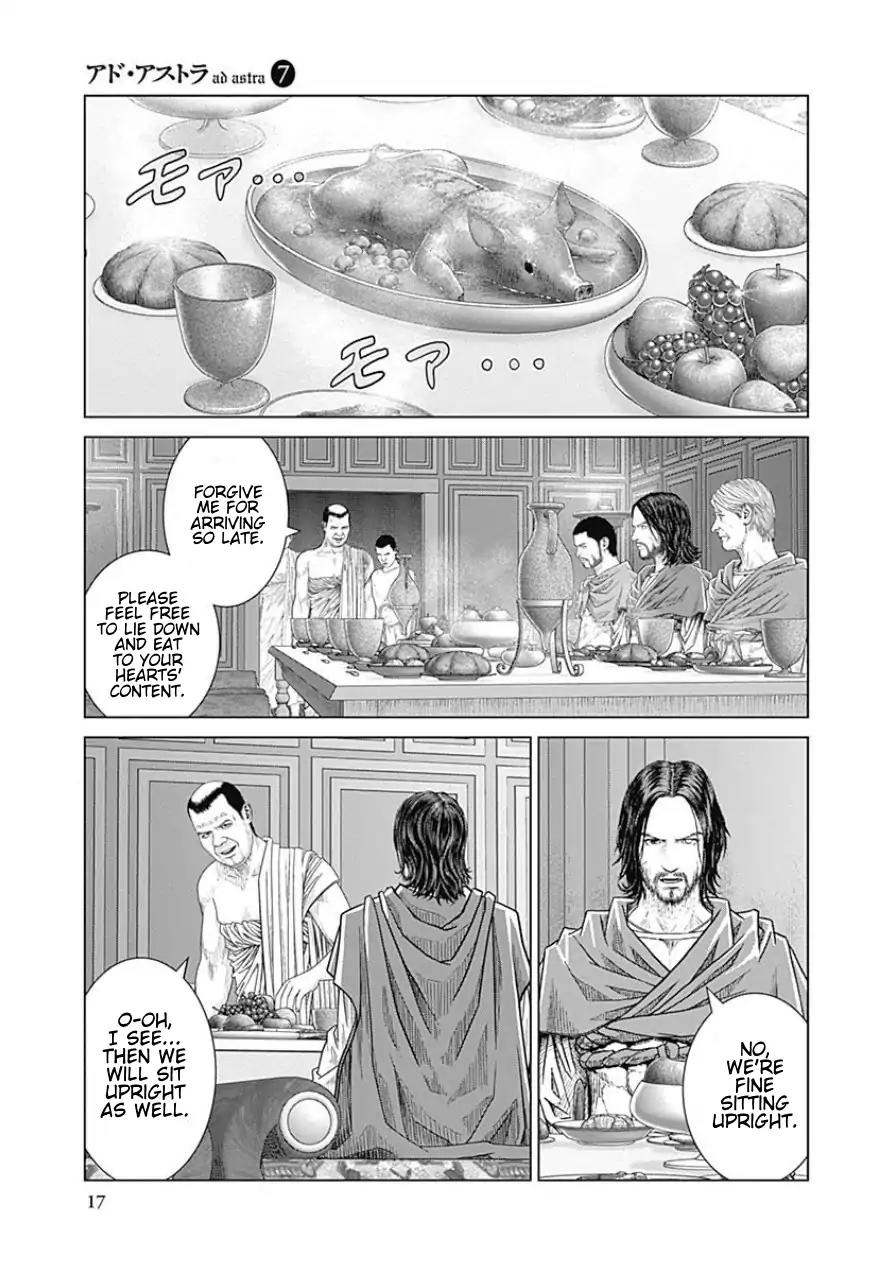 アド・アストラ ad astra 7
モァ・・・
モァ・・・
FORGIVE
ME FOR
ARRIVING
SO LATE.
PLEASE
FEEL FREE
TO LIE DOWN
AND EAT
TO YOUR
HEARTS'
CONTENT.
NO,
WE'RE
FINE
SITTING
UPRIGHT.
O-OH,
I SEE...
THEN WE
WILL SIT
UPRIGHT
AS WELL.
17